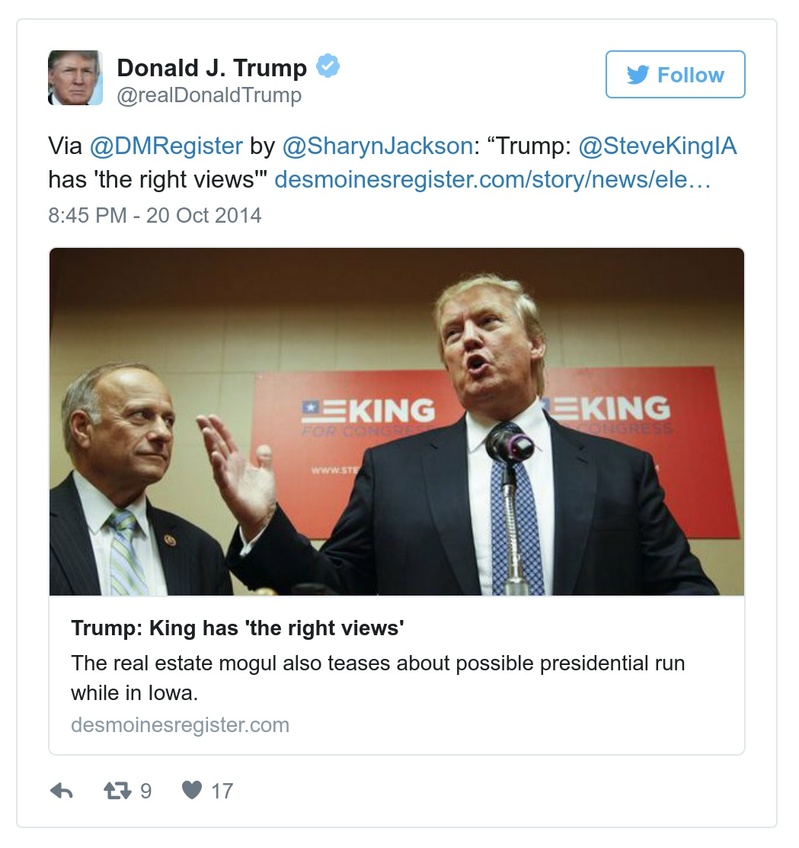 Donald J. Trump
@realDonaldTrump
Follow
Via @DMRegister by @SharynJackson: “Trump: @SteveKingIA
has 'the right views'" desmoinesregister.com/story/news/ele…
8:45 PM - 20 Oct 2014
KING
FOR CONGRESS
WWW.STE
KING
CONGRESS
Trump: King has 'the right views'
The real estate mogul also teases about possible presidential run
while in Iowa.
desmoinesregister.com
9
17